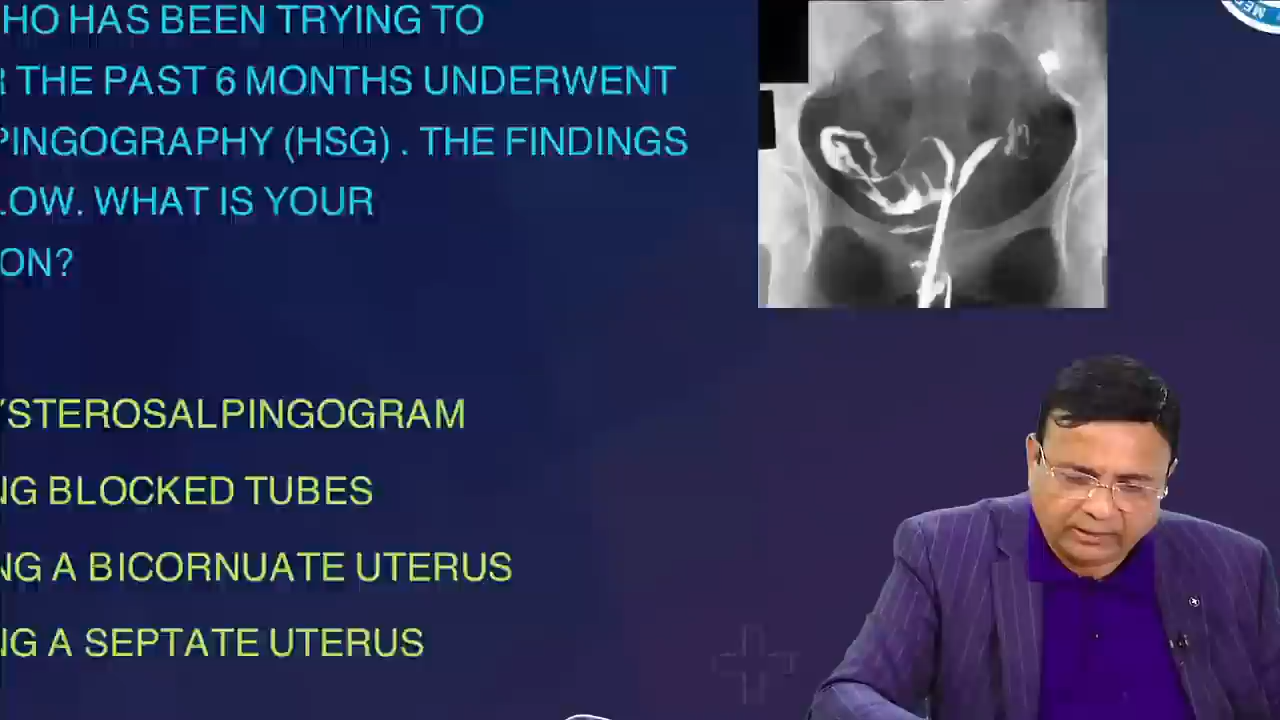 HO HAS BEEN TRYING TO
THE PAST 6 MONTHS UNDERWENT
PINGOGRAPHY (HSG) . THE FINDINGS
LOW. WHAT IS YOUR
ON?
YSTEROSALPINGOGRAM
NG BLOCKED TUBES
NG A BICORNUATE UTERUS
NG A SEPTATE UTERUS